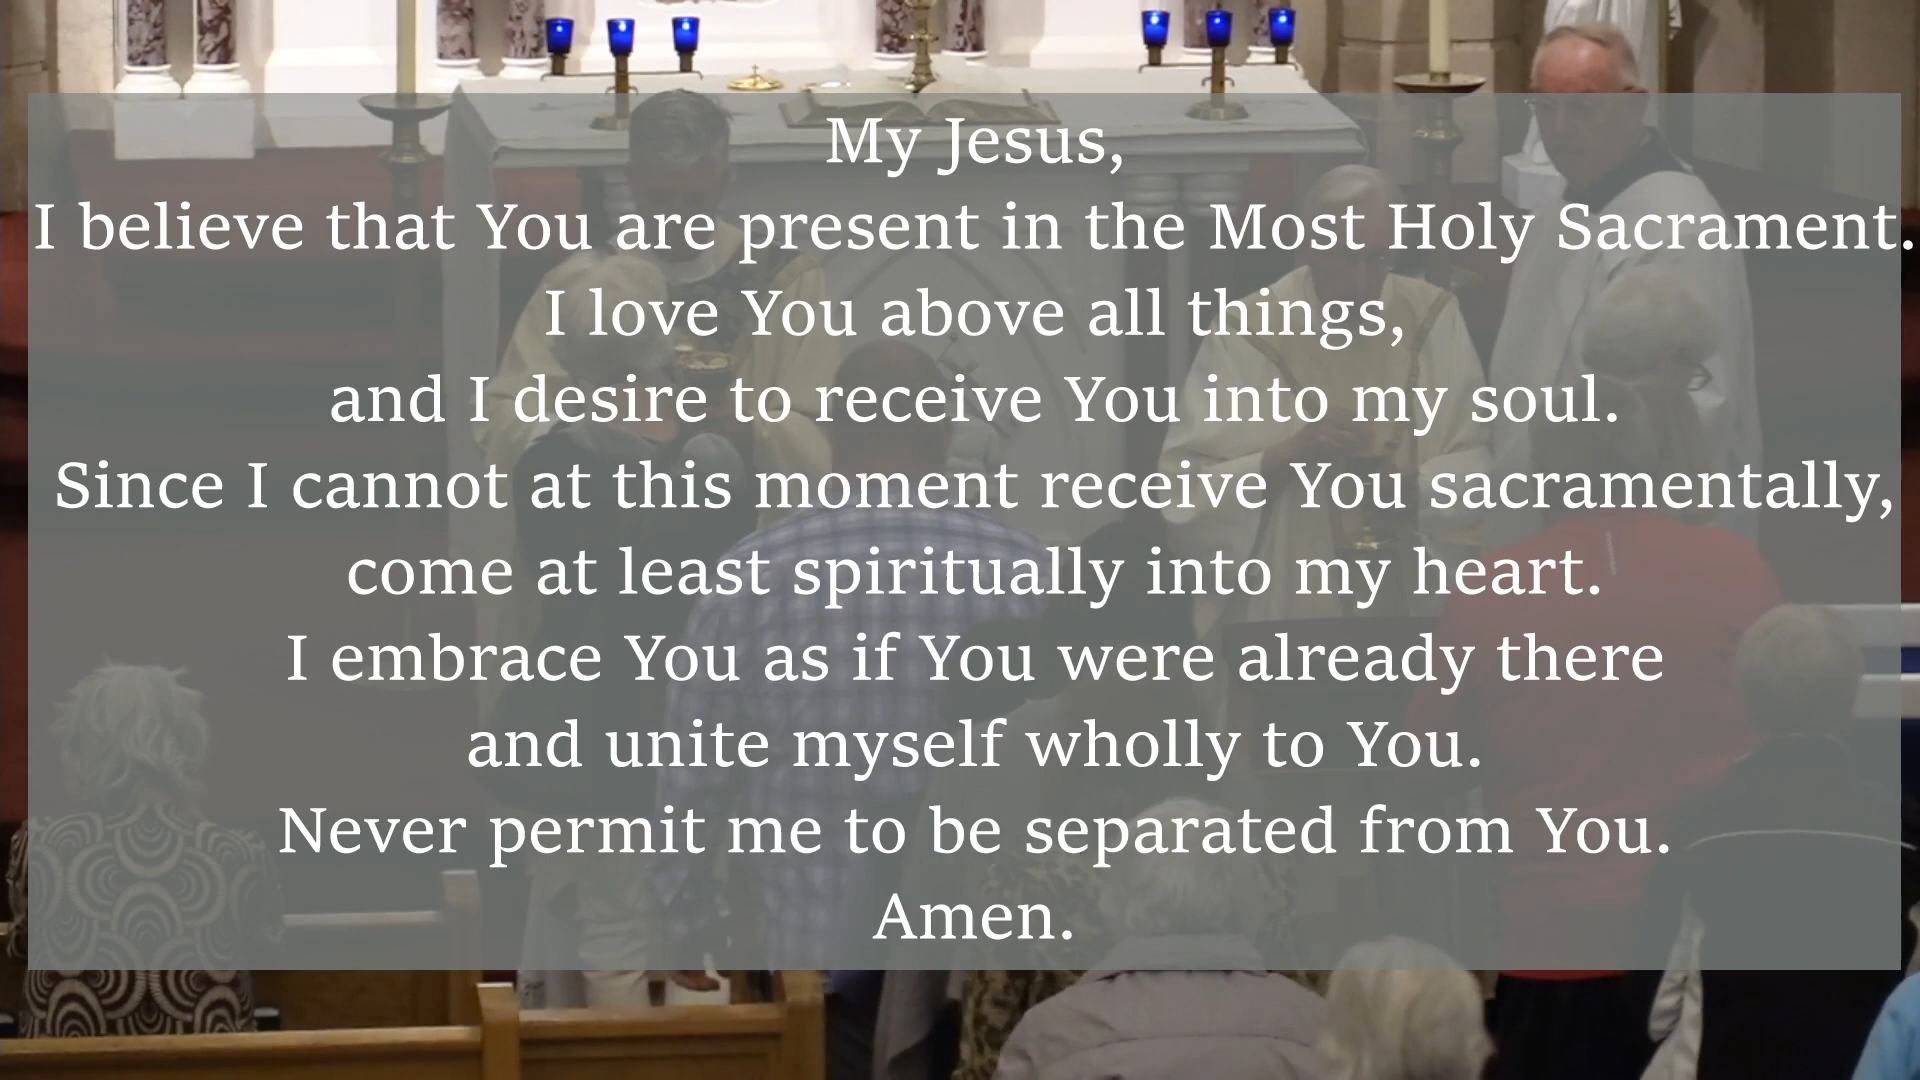 My Jesus,
I believe that You are present in the Most Holy Sacrament.
I love You above all things,
and I desire to receive You into my soul.
Since I cannot at this moment receive You sacramentally,
come at least spiritually into my heart.
I embrace You as if You were already there
and unite myself wholly to You.
Never permit me to be separated from You.
Amen.